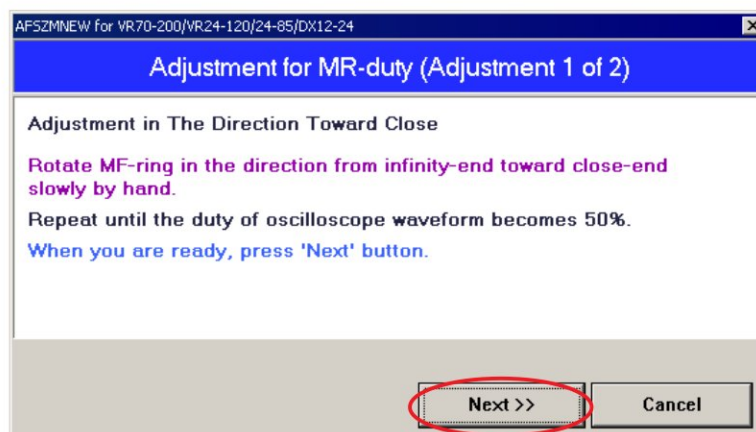 AFSZMNEW for VR70-200/VR24-120/24-85/DX12-24
Adjustment for MR-duty (Adjustment 1 of 2)
Adjustment in The Direction Toward Close
Rotate MF-ring in the direction from infinity-end toward close-end
slowly by hand.
Repeat until the duty of oscilloscope waveform becomes 50%.
When you are ready, press 'Next' button.
Next >>
Cancel